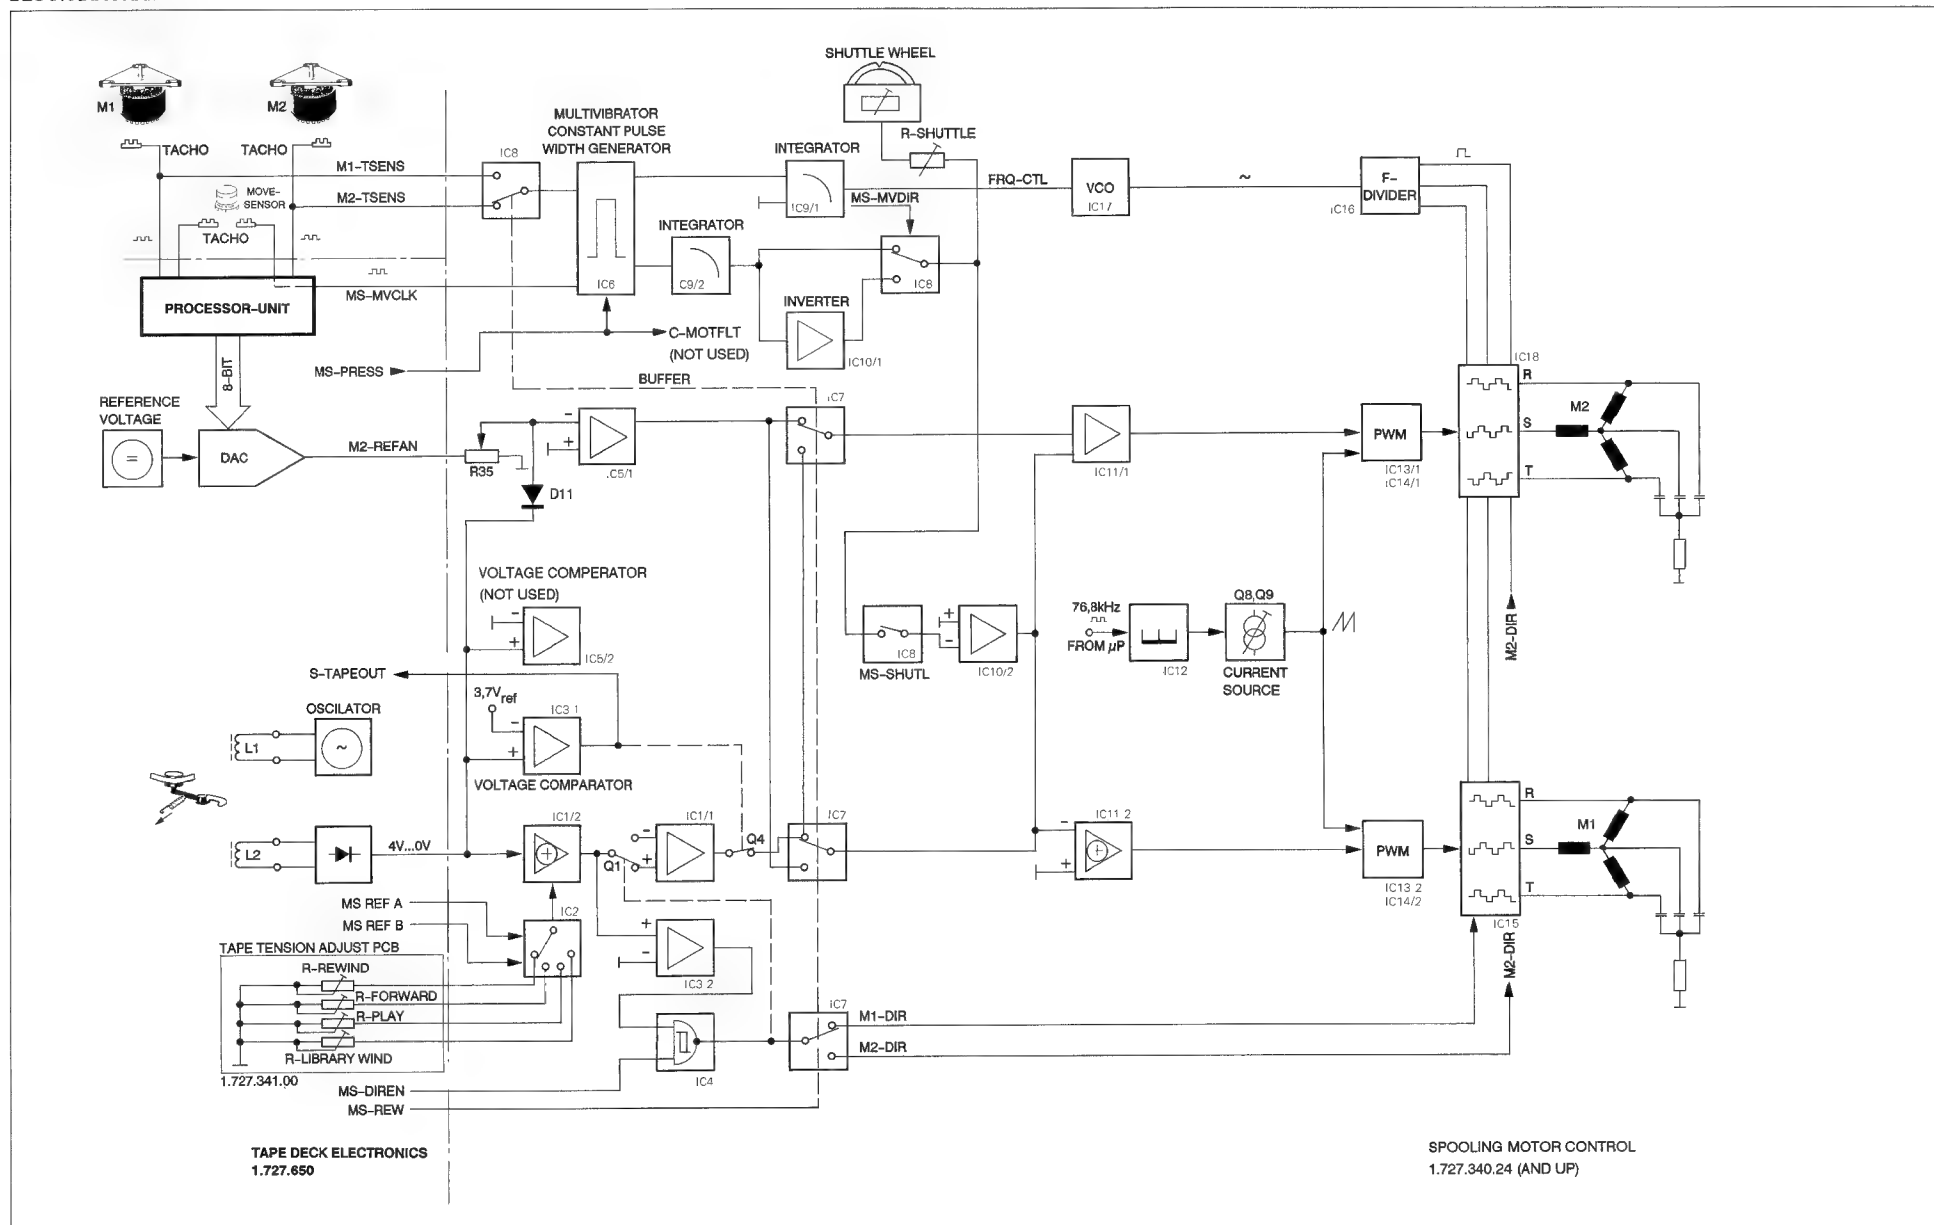 SHUTTLE WHEEL
M1
M2
MULTIVIBRATOR
CONSTANT PULSE
WIDTH GENERATOR
R-SHUTTLE
TACHO
TACHO
IC8
INTEGRATOR
M1-TSENS
MOVE-
SENSOR
M2-TSENS
FRQ-CTL
VCO
IC17
~
F-
DIVIDER
IC16
IC9/1
MS-MVDIR
TACHO
INTEGRATOR
MS-MVCLK
IC6
C9/2
IC8
PROCESSOR-UNIT
INVERTER
C-MOTFLT
(NOT USED)
IC10/1
MS-PRESS
BUFFER
8-BIT
IC18
REFERENCE
VOLTAGE
=
DAC
M2-REFAN
R35
-
+
IC5/1
IC7
IC11/1
PWM
IC13/1
IC14/1
R
S
T
M2
D11
VOLTAGE COMPERATOR
(NOT USED)
-
+
IC5/2
S-TAPEOUT
3,7Vref
OSCILATOR
~
L1
-
+
IC3 1
VOLTAGE COMPARATOR
IC8
MS-SHUTL
+
-
IC10/2
76,8kHz
FROM µP
IC12
Q8,Q9
CURRENT
SOURCE
M2-DIR
L2
4V...0V
IC1/2
Q1
-
+
IC1/1
Q4
IC7
-
+
IC11 2
PWM
IC13 2
IC14/2
R
S
T
M1
IC15
MS REF A
MS REF B
IC2
+
-
IC3 2
TAPE TENSION ADJUST PCB
R-REWIND
R-FORWARD
R-PLAY
R-LIBRARY WIND
1.727.341.00
IC4
IC7
M1-DIR
M2-DIR
M2-DIR
MS-DIREN
MS-REW
TAPE DECK ELECTRONICS
1.727.650
SPOOLING MOTOR CONTROL
1.727.340.24 (AND UP)